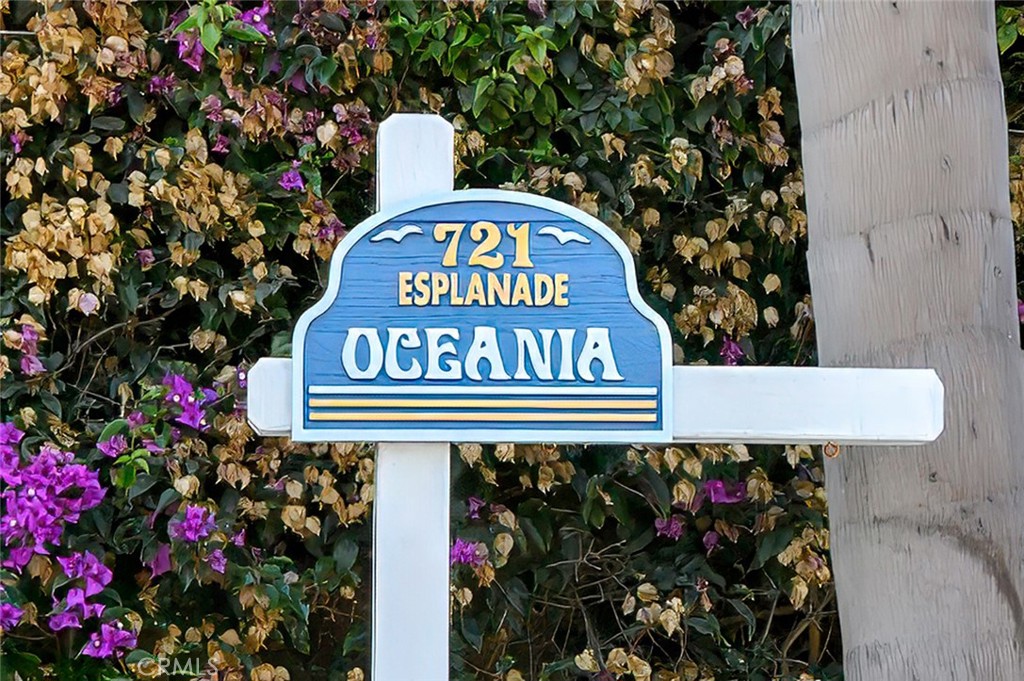 721
ESPLANADE
OCEANIA
CRMLS